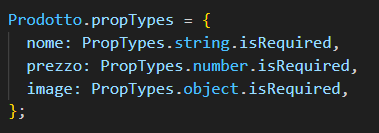 Prodotto.propTypes = {
  nome: PropTypes.string.isRequired,
  prezzo: PropTypes.number.isRequired,
  image: PropTypes.object.isRequired,
};